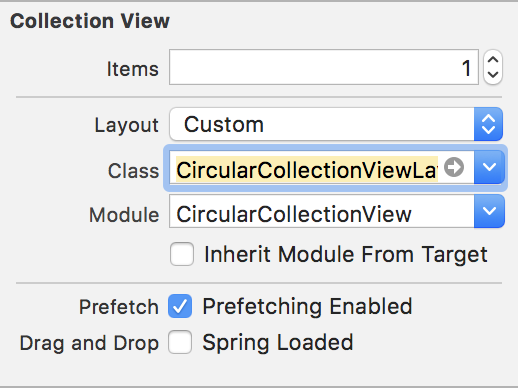 Collection View
Items 1
Layout Custom
Class CircularCollectionViewLa
Module CircularCollectionView
Inherit Module From Target
Prefetch Prefetching Enabled
Drag and Drop Spring Loaded